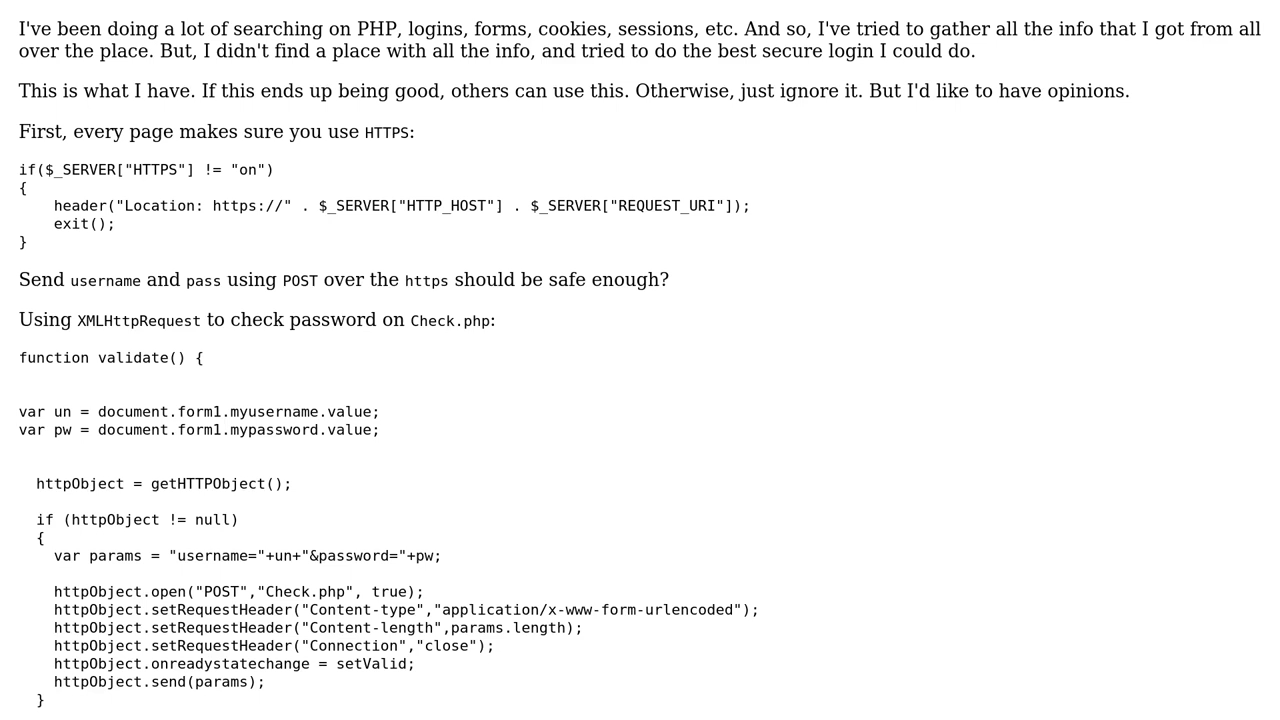 I've been doing a lot of searching on PHP, logins, forms, cookies, sessions, etc. And so, I've tried to gather all the info that I got from all
over the place. But, I didn't find a place with all the info, and tried to do the best secure login I could do.
This is what I have. If this ends up being good, others can use this. Otherwise, just ignore it. But I'd like to have opinions.
First, every page makes sure you use HTTPS:
if($_SERVER["HTTPS"] != "on")
{
    header("Location: https://" . $_SERVER["HTTP_HOST"] . $_SERVER["REQUEST_URI"]);
    exit();
}
Send username and pass using POST over the https should be safe enough?
Using XMLHttpRequest to check password on Check.php:
function validate() {
var un = document.form1.myusername.value;
var pw = document.form1.mypassword.value;
  httpObject = getHTTPObject();
  if (httpObject != null)
  {
    var params = "username="+un+"&password="+pw;
    httpObject.open("POST","Check.php", true);
    httpObject.setRequestHeader("Content-type","application/x-www-form-urlencoded");
    httpObject.setRequestHeader("Content-length",params.length);
    httpObject.setRequestHeader("Connection","close");
    httpObject.onreadystatechange = setValid;
    httpObject.send(params);
  }